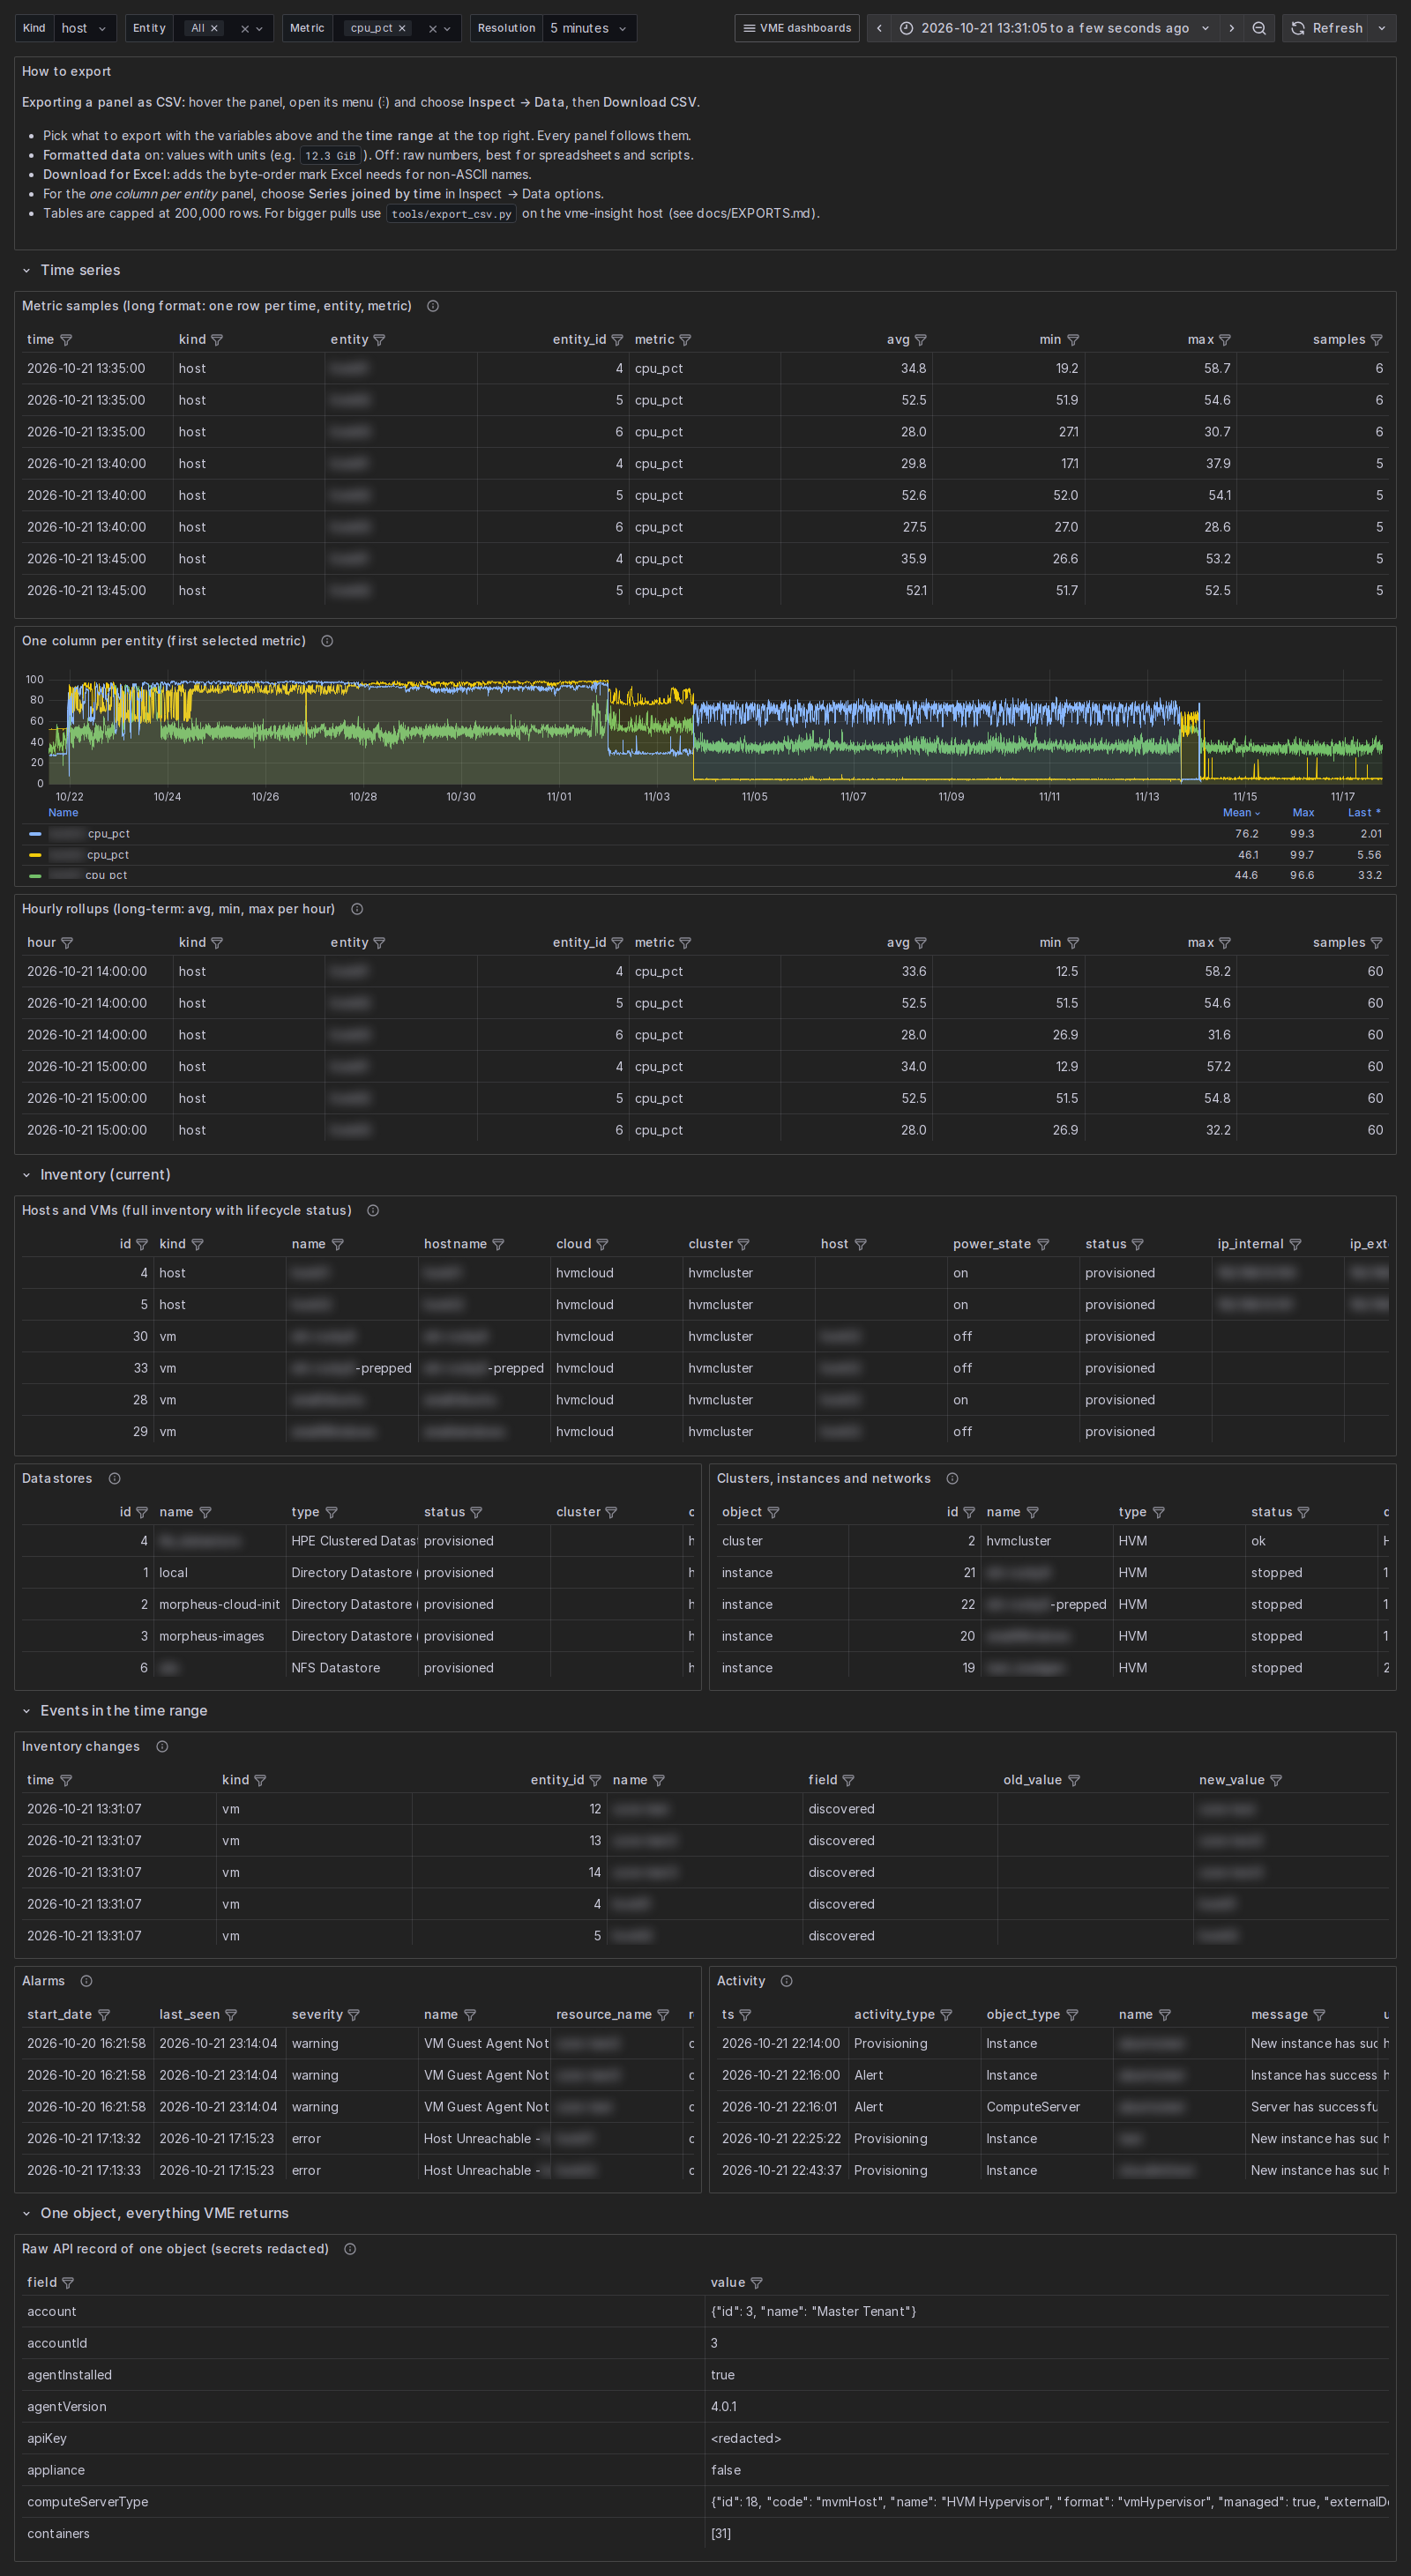 Kind host Entity All Metric cpu_pct Resolution 5 minutes VME dashboards 2026-10-21 13:31:05 to a few seconds ago Refresh
How to export
Exporting a panel as CSV: hover the panel, open its menu (⋮) and choose Inspect → Data, then Download CSV.
Pick what to export with the variables above and the time range at the top right. Every panel follows them.
Formatted data on: values with units (e.g. 12.3 GiB). Off: raw numbers, best for spreadsheets and scripts.
Download for Excel: adds the byte-order mark Excel needs for non-ASCII names.
For the one column per entity panel, choose Series joined by time in Inspect → Data options.
Tables are capped at 200,000 rows. For bigger pulls use tools/export_csv.py on the vme-insight host (see docs/EXPORTS.md).
Time series
Metric samples (long format: one row per time, entity, metric)
time kind entity entity_id metric avg min max samples
2026-10-21 13:35:00 host 4 cpu_pct 34.8 19.2 58.7 6
2026-10-21 13:35:00 host 5 cpu_pct 52.5 51.9 54.6 6
2026-10-21 13:35:00 host 6 cpu_pct 28.0 27.1 30.7 6
2026-10-21 13:40:00 host 4 cpu_pct 29.8 17.1 37.9 5
2026-10-21 13:40:00 host 5 cpu_pct 52.6 52.0 54.1 5
2026-10-21 13:40:00 host 6 cpu_pct 27.5 27.0 28.6 5
2026-10-21 13:45:00 host 4 cpu_pct 35.9 26.6 53.2 5
2026-10-21 13:45:00 host 5 cpu_pct 52.1 51.7 52.5 5
One column per entity (first selected metric)
100
80
60
40
20
0
10/22 10/24 10/26 10/28 10/30 11/01 11/03 11/05 11/07 11/09 11/11 11/13 11/15 11/17
Name Mean Max Last *
cpu_pct 76.2 99.3 2.01
cpu_pct 46.1 99.7 5.56
cpu_pct 44.6 96.6 33.2
Hourly rollups (long-term: avg, min, max per hour)
hour kind entity entity_id metric avg min max samples
2026-10-21 14:00:00 host 4 cpu_pct 33.6 12.5 58.2 60
2026-10-21 14:00:00 host 5 cpu_pct 52.5 51.5 54.6 60
2026-10-21 14:00:00 host 6 cpu_pct 28.0 26.9 31.6 60
2026-10-21 15:00:00 host 4 cpu_pct 34.0 12.9 57.2 60
2026-10-21 15:00:00 host 5 cpu_pct 52.5 51.5 54.8 60
2026-10-21 15:00:00 host 6 cpu_pct 28.0 26.9 32.2 60
Inventory (current)
Hosts and VMs (full inventory with lifecycle status)
id kind name hostname cloud cluster host power_state status ip_internal ip_ext
4 host hvmcloud hvmcluster on provisioned
5 host hvmcloud hvmcluster on provisioned
30 vm hvmcloud hvmcluster off provisioned
33 vm -prepped -prepped hvmcloud hvmcluster off provisioned
28 vm hvmcloud hvmcluster on provisioned
29 vm hvmcloud hvmcluster off provisioned
Datastores
id name type status cluster c
4 HPE Clustered Datast provisioned h
1 local Directory Datastore ( provisioned h
2 morpheus-cloud-init Directory Datastore ( provisioned h
3 morpheus-images Directory Datastore ( provisioned h
6 NFS Datastore provisioned h
Clusters, instances and networks
object id name type status
cluster 2 hvmcluster HVM ok H
instance 21 HVM stopped 1
instance 22 -prepped HVM stopped 1
instance 20 HVM stopped 1
instance 19 HVM stopped 2
Events in the time range
Inventory changes
time kind entity_id name field old_value new_value
2026-10-21 13:31:07 vm 12 discovered
2026-10-21 13:31:07 vm 13 discovered
2026-10-21 13:31:07 vm 14 discovered
2026-10-21 13:31:07 vm 4 discovered
2026-10-21 13:31:07 vm 5 discovered
Alarms
start_date last_seen severity name resource_name r
2026-10-20 16:21:58 2026-10-21 23:14:04 warning VM Guest Agent Not c
2026-10-20 16:21:58 2026-10-21 23:14:04 warning VM Guest Agent Not c
2026-10-20 16:21:58 2026-10-21 23:14:04 warning VM Guest Agent Not c
2026-10-21 17:13:32 2026-10-21 17:15:23 error Host Unreachable - c
2026-10-21 17:13:33 2026-10-21 17:15:23 error Host Unreachable - c
Activity
ts activity_type object_type name message u
2026-10-21 22:14:00 Provisioning Instance New instance has suc h
2026-10-21 22:16:00 Alert Instance Instance has success h
2026-10-21 22:16:01 Alert ComputeServer Server has successfu h
2026-10-21 22:25:22 Provisioning Instance New instance has suc h
2026-10-21 22:43:37 Provisioning Instance New instance has suc h
One object, everything VME returns
Raw API record of one object (secrets redacted)
field value
account {"id": 3, "name": "Master Tenant"}
accountId 3
agentInstalled true
agentVersion 4.0.1
apiKey <redacted>
appliance false
computeServerType {"id": 18, "code": "mvmHost", "name": "HVM Hypervisor", "format": "vmHypervisor", "managed": true, "externalDe
containers [31]